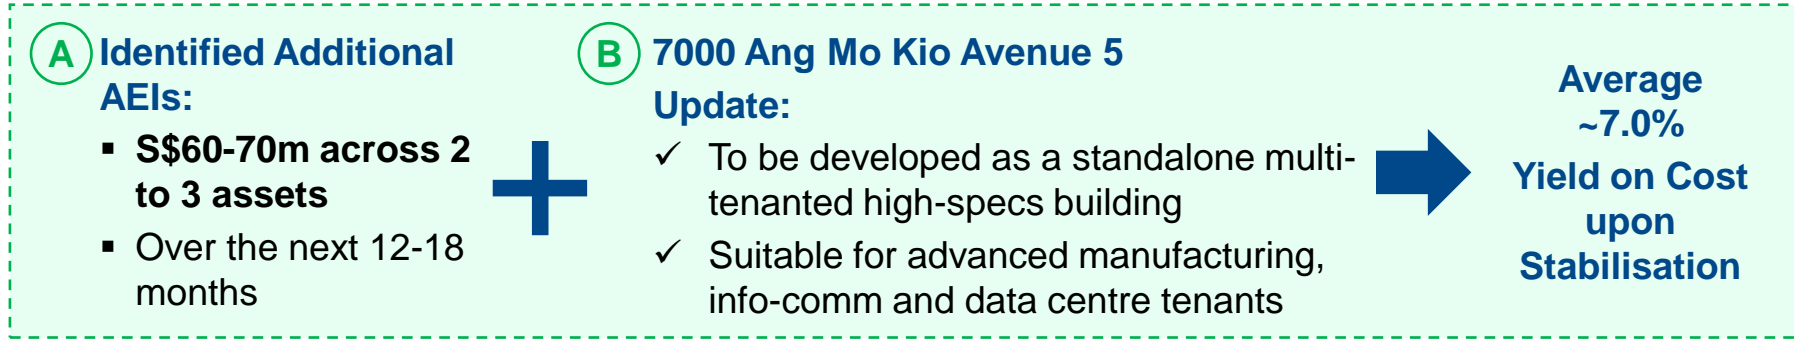 A
Identified Additional
AEIs:
▪ S$60-70m across 2
to 3 assets
▪ Over the next 12-18
months
B
7000 Ang Mo Kio Avenue 5
Update:
✓ To be developed as a standalone multi-
tenanted high-specs building
✓ Suitable for advanced manufacturing,
info-comm and data centre tenants
Average
~7.0%
Yield on Cost
upon
Stabilisation